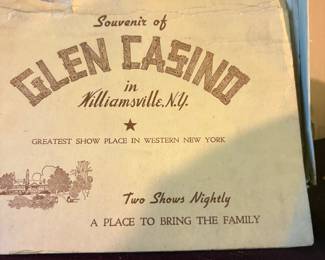 Souvenir of
GLEN CASINO
in
Williamsville, N.Y.
GREATEST SHOW PLACE IN WESTERN NEW YORK
Two Shows Nightly
A PLACE TO BRING THE FAMILY